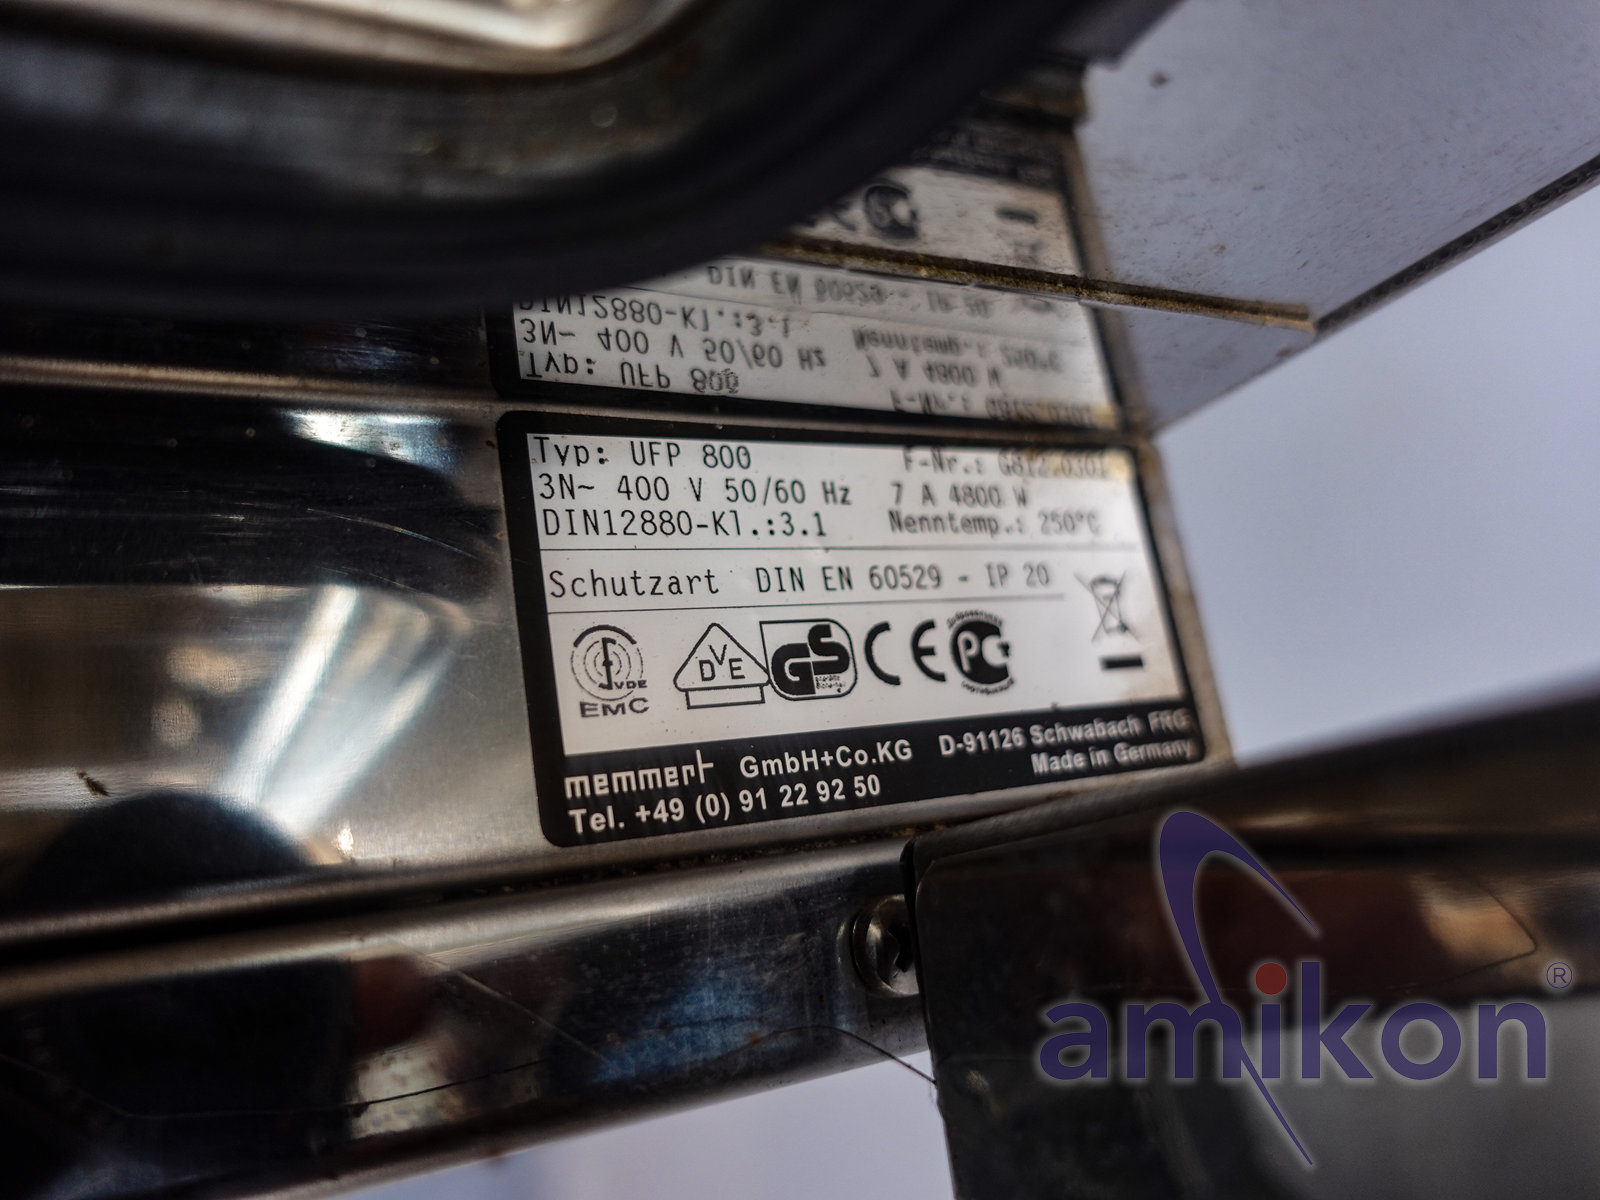 Typ: UFP 800 F-Nr.: G812.0301
3N~ 400 V 50/60 Hz 7 A 4800 W
DIN12880-Kl.:3.1 Nenntemp.: 250°C
Schutzart DIN EN 60529 - IP 20
VDE
EMC
DVE
GS
CE
PC
memmert GmbH+Co.KG D-91126 Schwabach FRG
Tel. +49 (0) 91 22 92 50 Made in Germany
amikon®